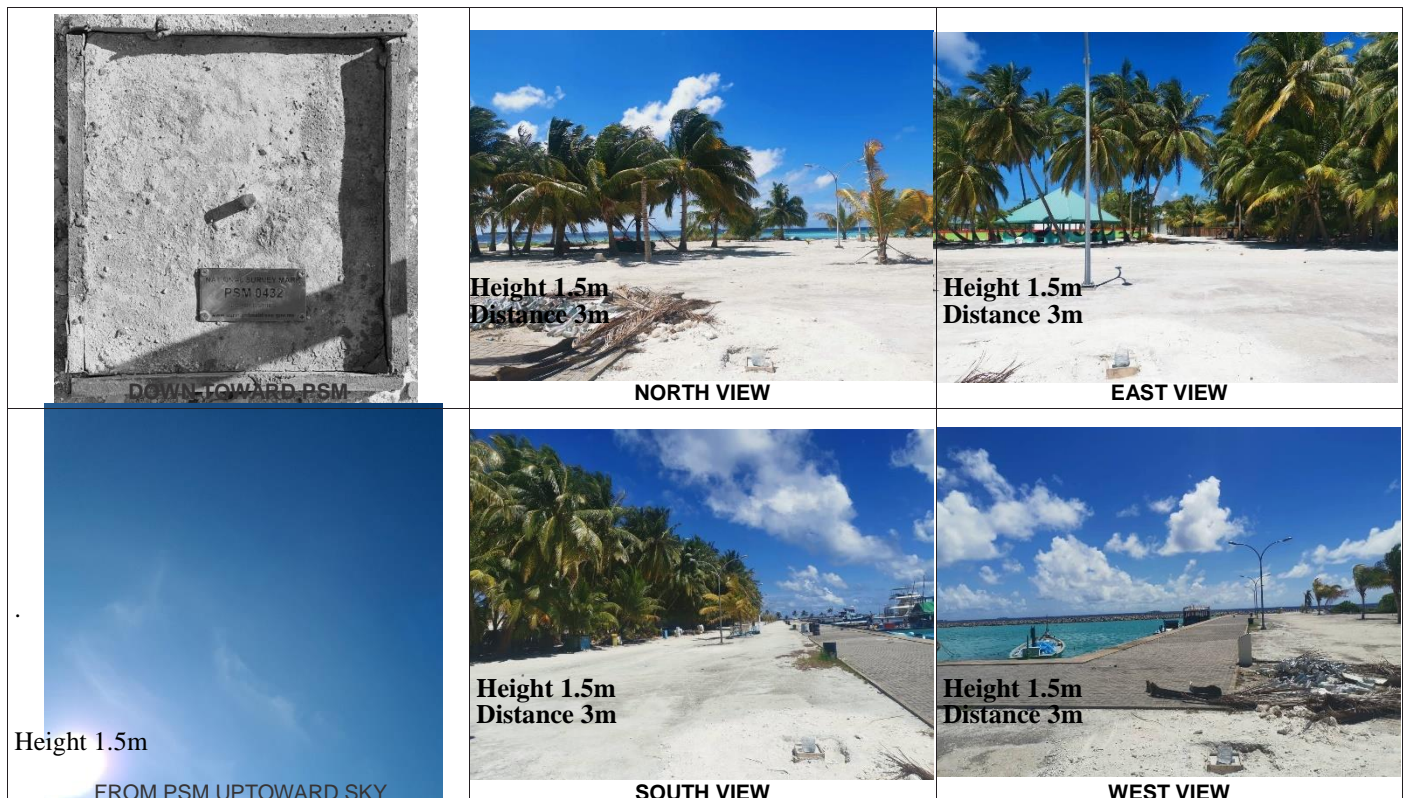 SURVEY MARK
PSM 0432
DOWN TOWARD PSM
Height 1.5m
Distance 3m
NORTH VIEW
Height 1.5m
Distance 3m
EAST VIEW
.
Height 1.5m
FROM PSM UPTOWARD SKY
Height 1.5m
Distance 3m
SOUTH VIEW
Height 1.5m
Distance 3m
WEST VIEW